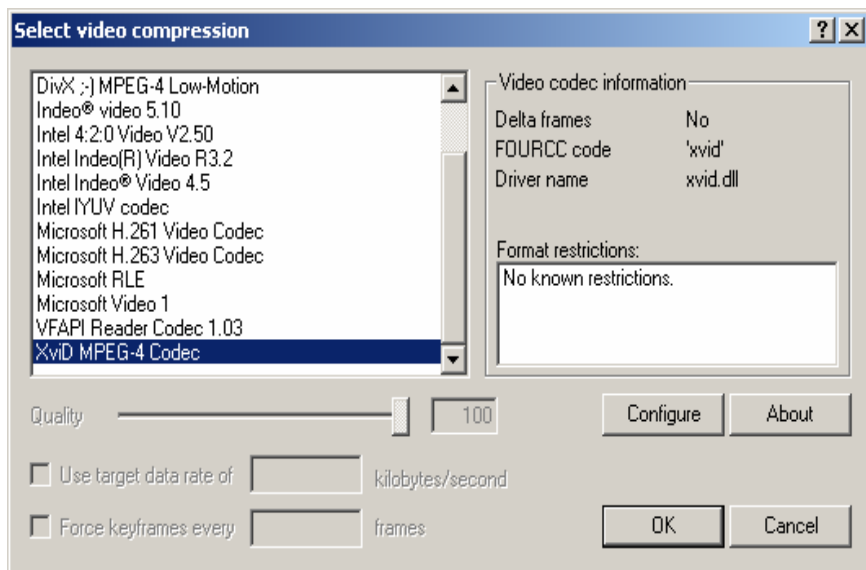 Select video compression
DivX ;-) MPEG-4 Low-Motion
Indeo® video 5.10
Intel 4:2:0 Video V2.50
Intel Indeo(R) Video R3.2
Intel Indeo® Video 4.5
Intel IYUV codec
Microsoft H.261 Video Codec
Microsoft H.263 Video Codec
Microsoft RLE
Microsoft Video 1
VFAPI Reader Codec 1.03
XviD MPEG-4 Codec
Video codec information
Delta frames No
FOURCC code 'xvid'
Driver name xvid.dll
Format restrictions:
No known restrictions.
Quality 100
Configure About
Use target data rate of kilobytes/second
Force keyframes every frames
OK Cancel